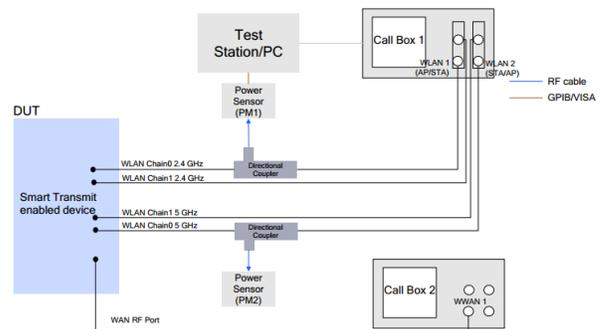 Test
Station/PC
Call Box 1
WLAN 1
(AP/STA)
WLAN 2
(STA/AP)
RF cable
GPIB/VISA
Power
Sensor
(PM1)
DUT
WLAN Chain0 2.4 GHz
Directional
Coupler
WLAN Chain1 2.4 GHz
Smart Transmit
enabled device
WLAN Chain1 5 GHz
WLAN Chain0 5 GHz
Directional
Coupler
Power
Sensor
(PM2)
Call Box 2
WWAN 1
WAN RF Port